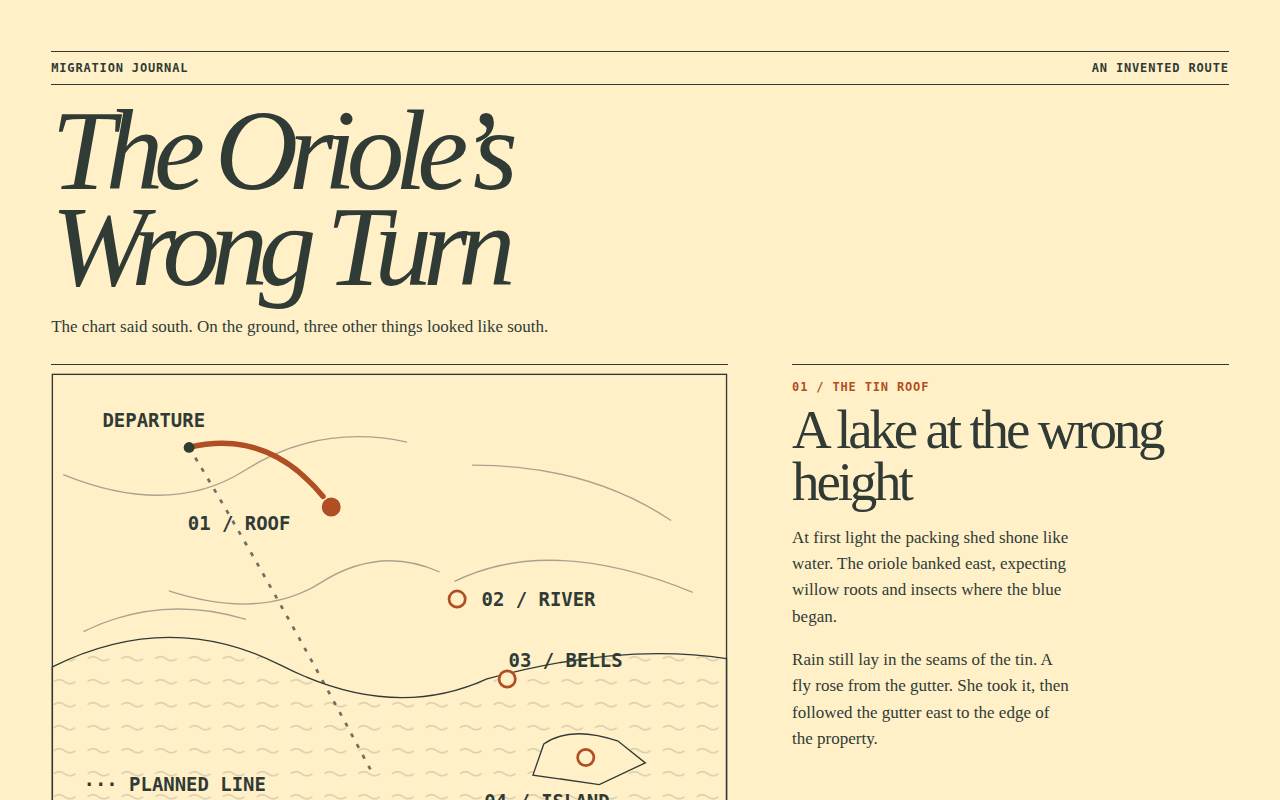 MIGRATION JOURNAL
AN INVENTED ROUTE
The Oriole’s
Wrong Turn
The chart said south. On the ground, three other things looked like south.
DEPARTURE
01 / ROOF
02 / RIVER
03 / BELLS
04 / ISLAND
··· PLANNED LINE
01 / THE TIN ROOF
A lake at the wrong
height
At first light the packing shed shone like
water. The oriole banked east, expecting
willow roots and insects where the blue
began.
Rain still lay in the seams of the tin. A
fly rose from the gutter. She took it, then
followed the gutter east to the edge of
the property.